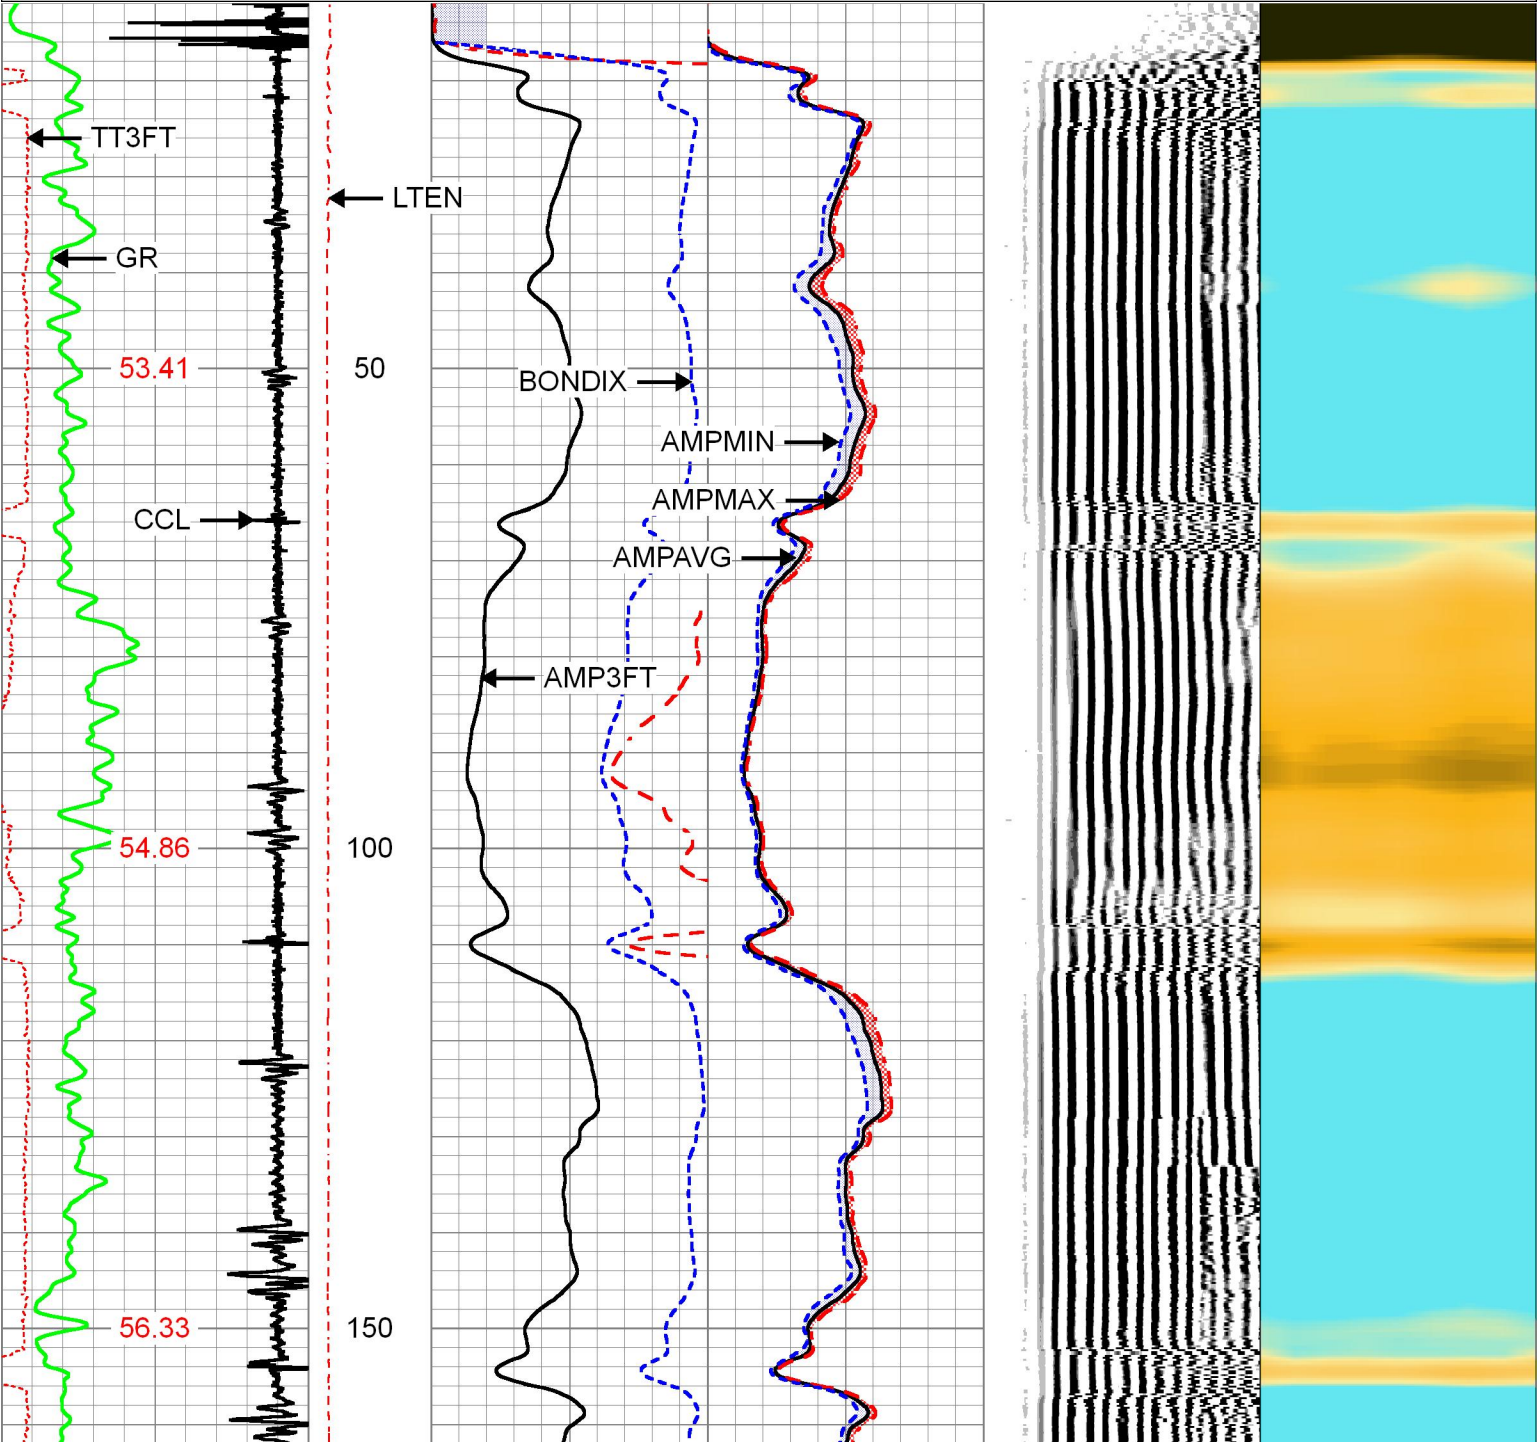 TT3FT
LTEN
GR
53.41
50
BONDIX
AMPMIN
AMPMAX
CCL
AMPAVG
AMP3FT
54.86
100
56.33
150